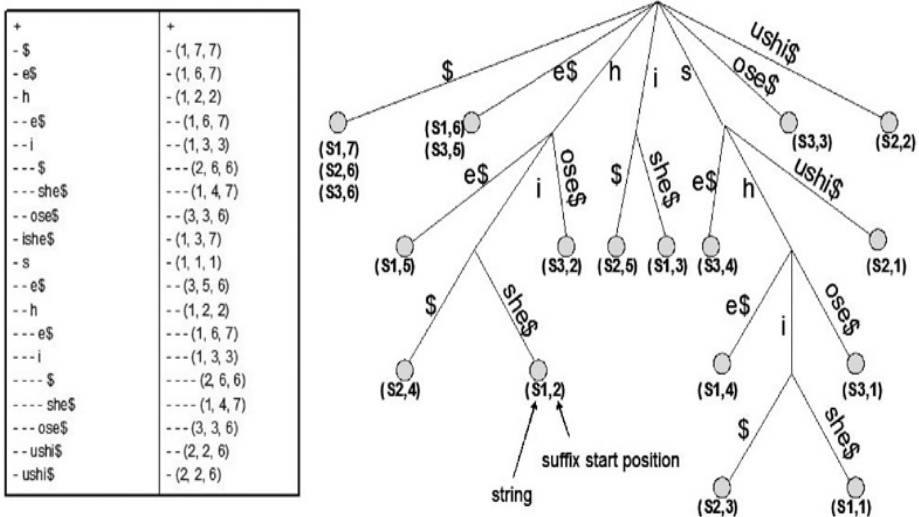 +
- $
- e$
- h
- - e$
- - i
- - - $
- - - she$
- - ose$
- ishe$
- s
- - e$
- - h
- - - e$
- - - i
- - - - $
- - - - she$
- - - ose$
- - ushi$
- ushi$
+
- (1, 7, 7)
- (1, 6, 7)
- (1, 2, 2)
- - (1, 6, 7)
- - (1, 3, 3)
- - - (2, 6, 6)
- - - (1, 4, 7)
- - (3, 3, 6)
- (1, 3, 7)
- (1, 1, 1)
- - (3, 5, 6)
- - (1, 2, 2)
- - - (1, 6, 7)
- - - (1, 3, 3)
- - - - (2, 6, 6)
- - - - (1, 4, 7)
- - - (3, 3, 6)
- - (2, 2, 6)
- (2, 2, 6)
$
e$
h
i
s
ose$
ushi$
(S1,7)
(S2,6)
(S3,6)
(S1,6)
(S3,5)
(S3,3)
(S2,2)
e$
i
ose$
$
she$
e$
h
ushi$
(S1,5)
(S3,2)
(S2,5)
(S1,3)
(S3,4)
(S2,1)
$
she$
e$
i
ose$
(S2,4)
(S1,2)
(S1,4)
(S3,1)
$
she$
suffix start position
string
(S2,3)
(S1,1)